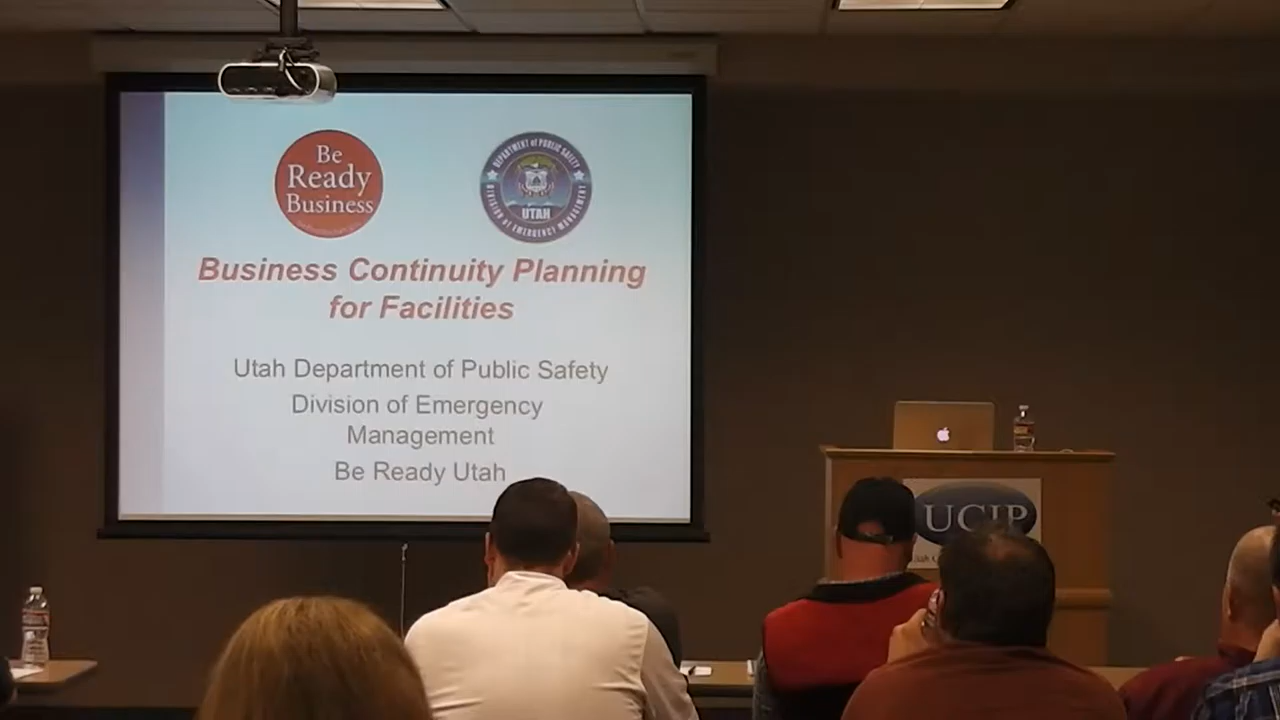 Be
Ready
Business
DEPARTMENT of PUBLIC SAFETY
UTAH
DIVISION OF EMERGENCY MANAGEMENT
Business Continuity Planning
for Facilities
Utah Department of Public Safety
Division of Emergency
Management
Be Ready Utah
UCIP